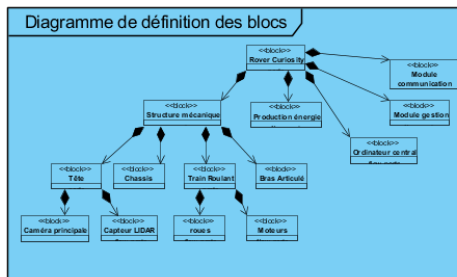 Diagramme de définition des blocs
<<block>>
Rover Curiosity
<<block>>
Module
communication
<<block>>
Structure mécanique
<<block>>
Production énergie
<<block>>
Module gestion
<<block>>
Ordinateur central
<<block>>
Tête
<<block>>
Chassis
<<block>>
Train Roulant
<<block>>
Bras Articulé
<<block>>
Caméra principale
<<block>>
Capteur LIDAR
<<block>>
roues
<<block>>
Moteurs